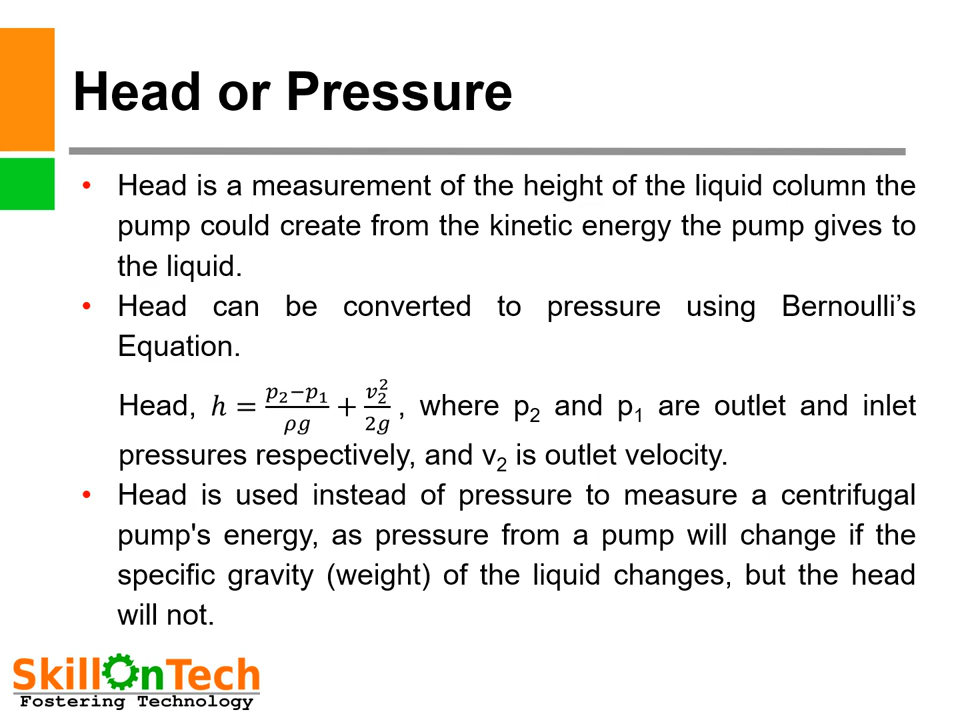 Head or Pressure
• Head is a measurement of the height of the liquid column the
pump could create from the kinetic energy the pump gives to
the liquid.
• Head can be converted to pressure using Bernoulli’s
Equation.
Head, h = (p₂−p₁)/(ρg) + v₂²/(2g) , where p₂ and p₁ are outlet and inlet
pressures respectively, and v₂ is outlet velocity.
• Head is used instead of pressure to measure a centrifugal
pump's energy, as pressure from a pump will change if the
specific gravity (weight) of the liquid changes, but the head
will not.
SkillOnTech
Fostering Technology